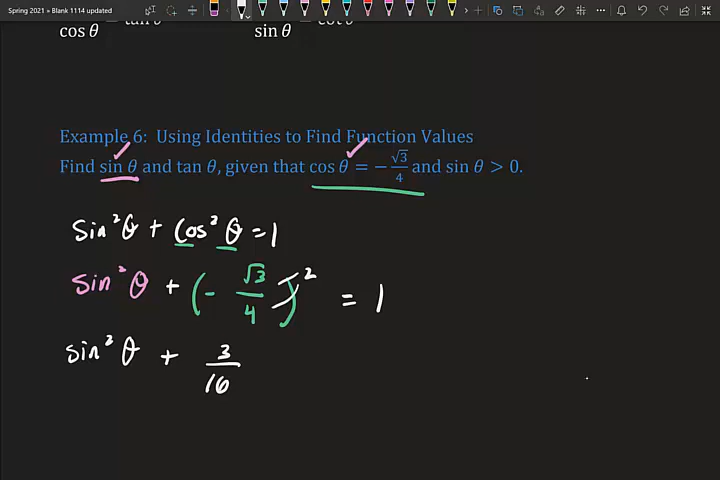 Spring 2021 • Blank 1114 updated
cos θ
sin θ
Example 6: Using Identities to Find Function Values
Find sin θ and tan θ, given that cos θ = −√3/4 and sin θ > 0.
sin²θ + cos²θ = 1
sin²θ + (− √3/4)² = 1
sin²θ + 3/16